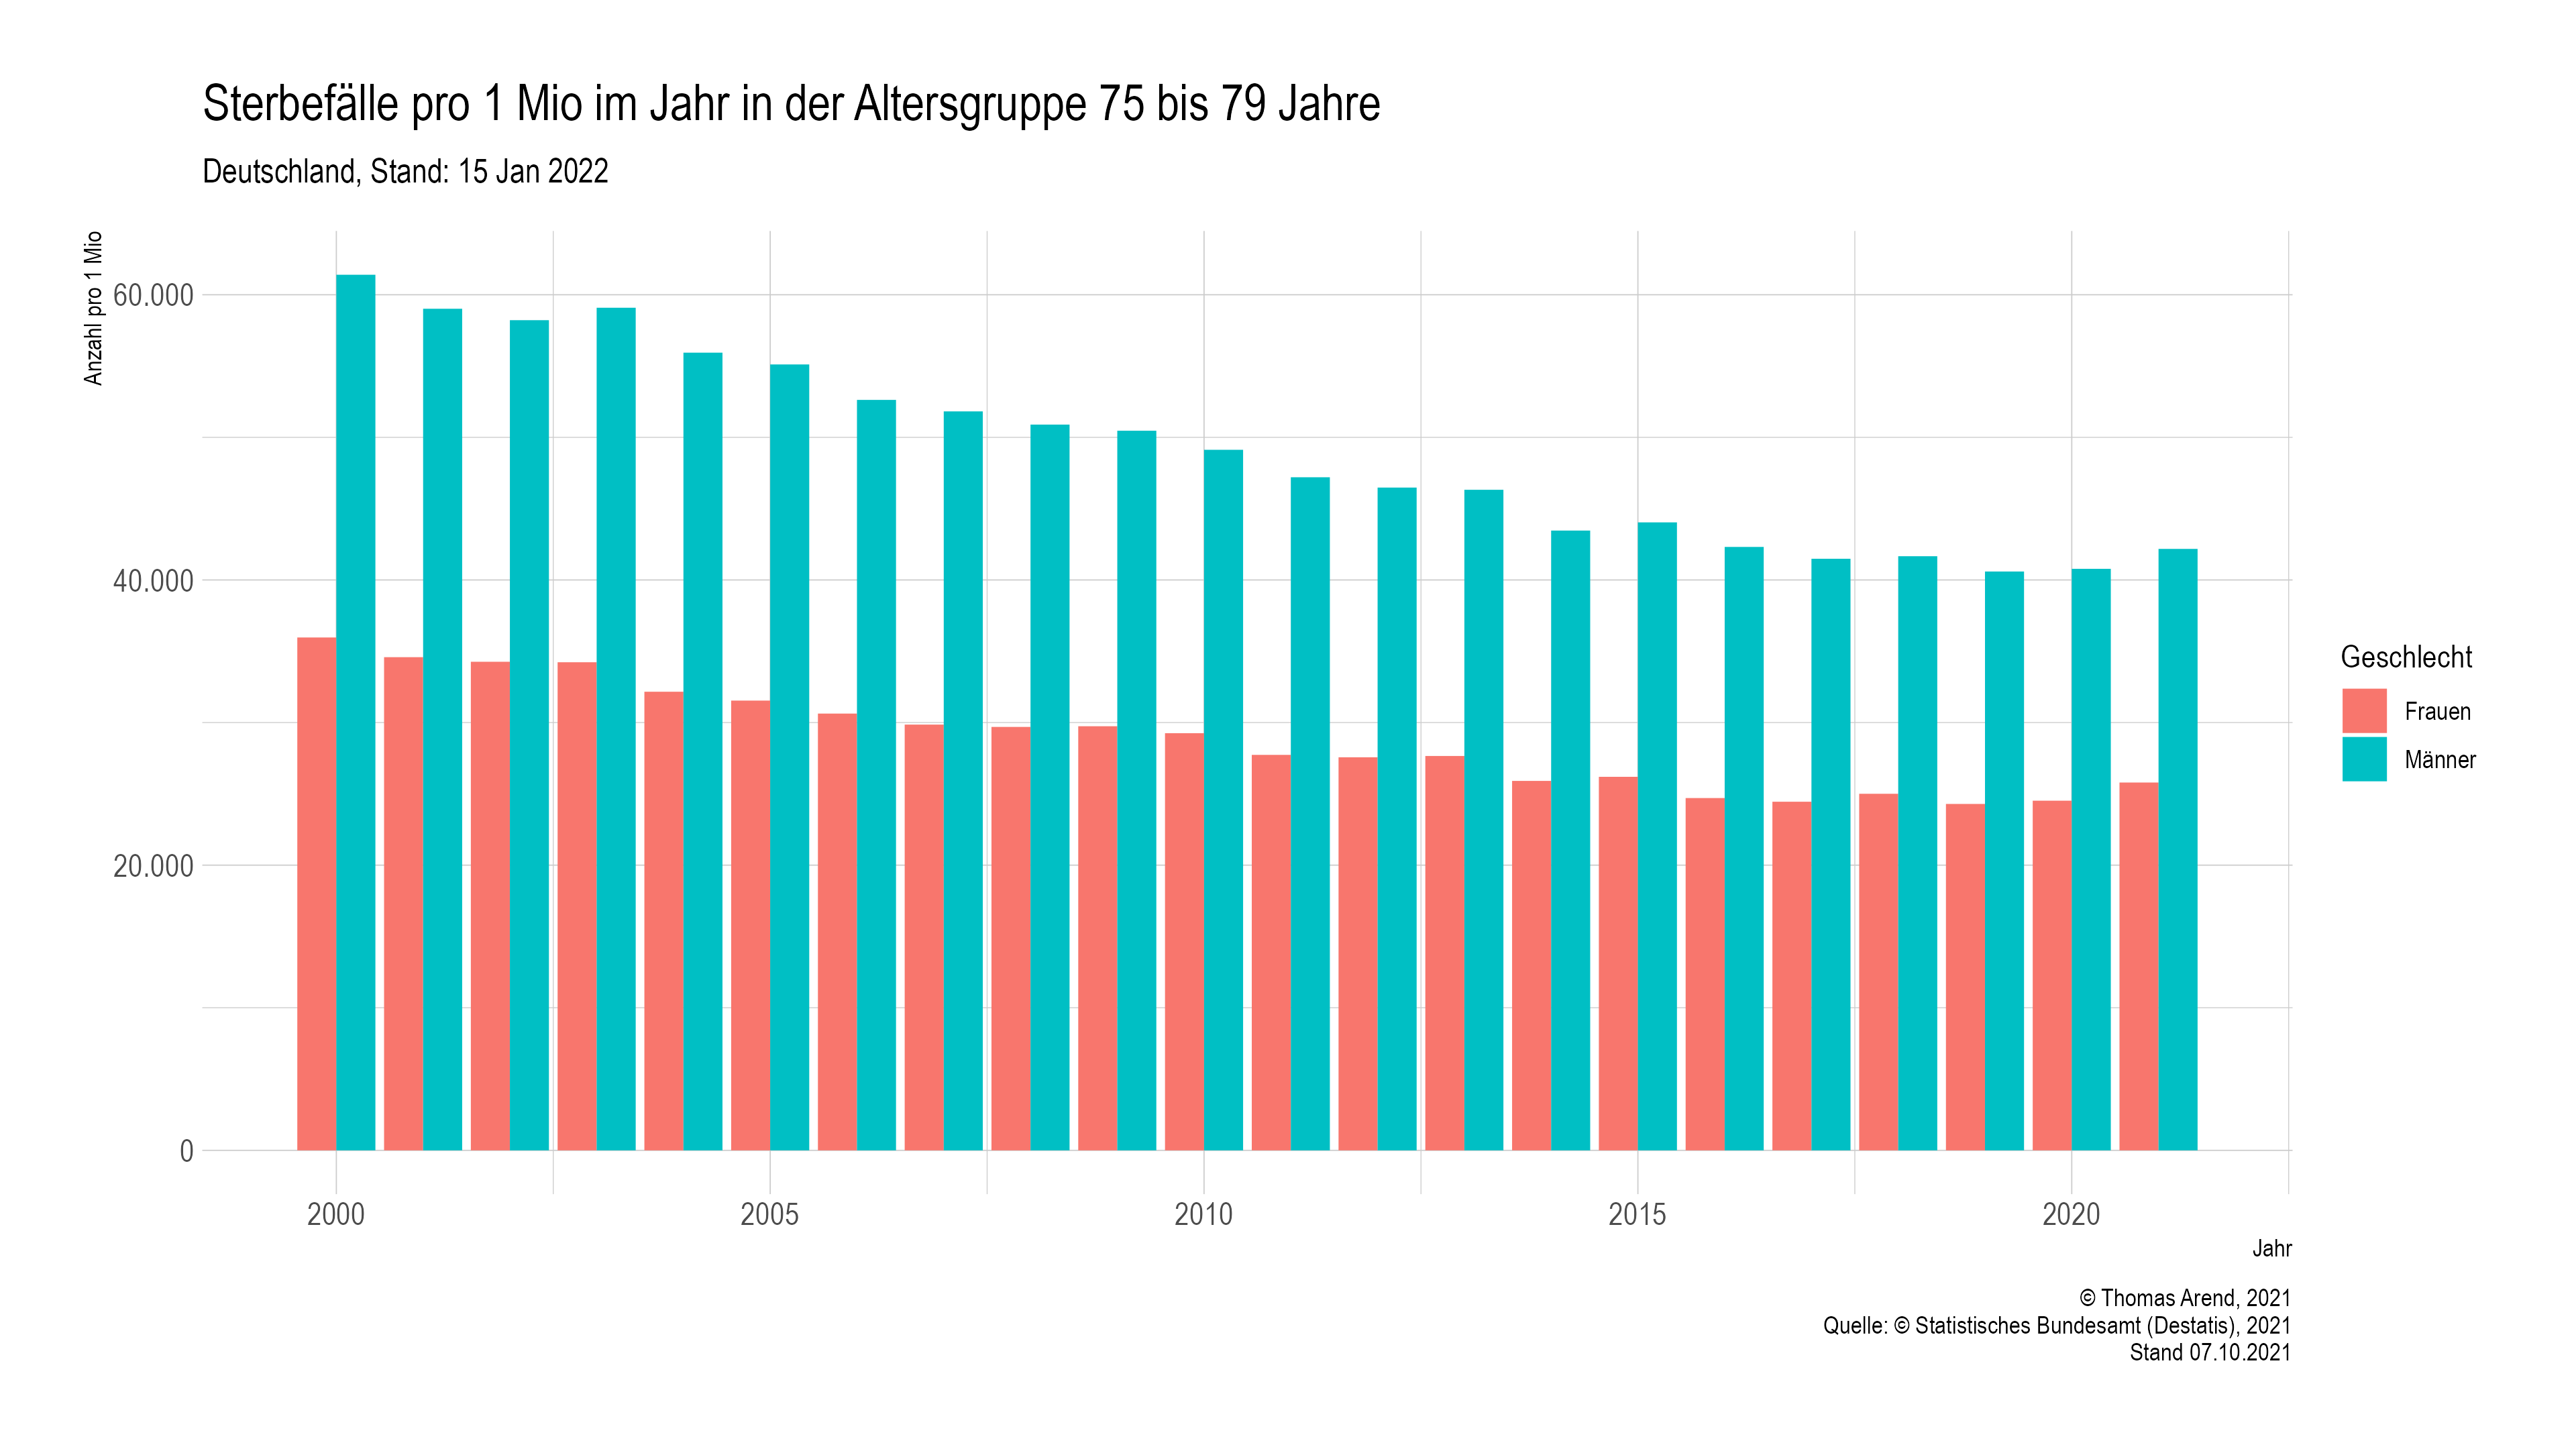 Sterbefälle pro 1 Mio im Jahr in der Altersgruppe 75 bis 79 Jahre
Deutschland, Stand: 15 Jan 2022
Anzahl pro 1 Mio
60.000
40.000
20.000
0
2000
2005
2010
2015
2020
Jahr
Geschlecht
Frauen
Männer
© Thomas Arend, 2021
Quelle: © Statistisches Bundesamt (Destatis), 2021
Stand 07.10.2021